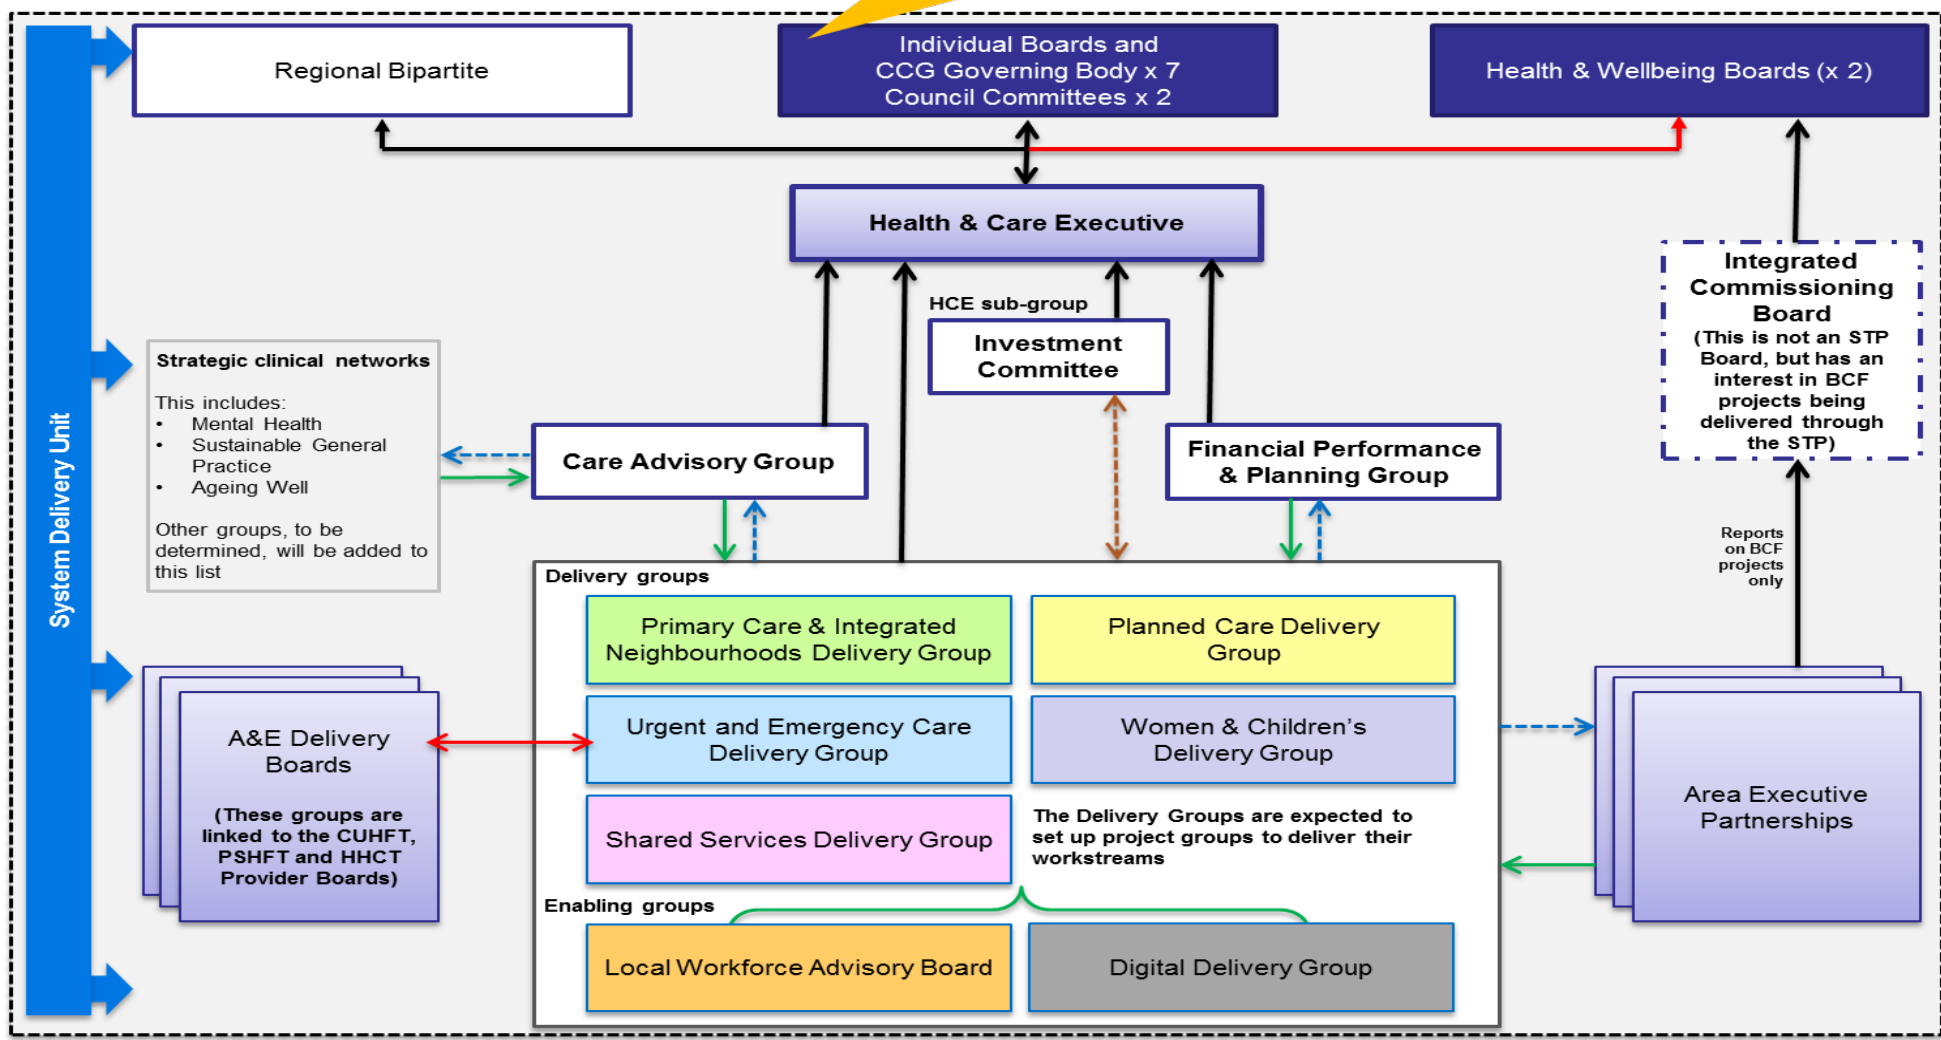 Regional Bipartite
Individual Boards and
CCG Governing Body x 7
Council Committees x 2
Health & Wellbeing Boards (x 2)
Health & Care Executive
System Delivery Unit
HCE sub-group
Investment
Committee
Integrated
Commissioning
Board
(This is not an STP
Board, but has an
interest in BCF
projects being
delivered through
the STP)
Strategic clinical networks
This includes:
• Mental Health
• Sustainable General
Practice
• Ageing Well
Other groups, to be
determined, will be added to
this list
Care Advisory Group
Financial Performance
& Planning Group
Reports
on BCF
projects
only
Delivery groups
Primary Care & Integrated
Neighbourhoods Delivery Group
Planned Care Delivery
Group
Urgent and Emergency Care
Delivery Group
Women & Children's
Delivery Group
Shared Services Delivery Group
The Delivery Groups are expected to
set up project groups to deliver their
workstreams
Enabling groups
Local Workforce Advisory Board
Digital Delivery Group
A&E Delivery
Boards
(These groups are
linked to the CUHFT,
PSHFT and HHCT
Provider Boards)
Area Executive
Partnerships